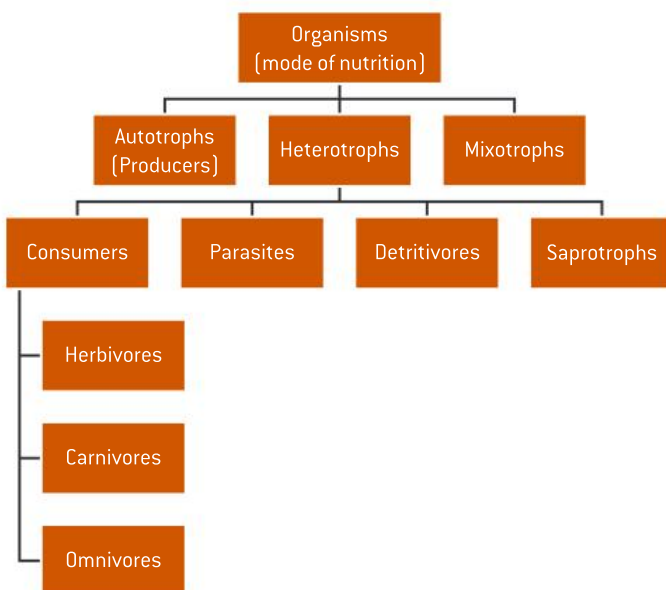 Organisms
(mode of nutrition)
Autotrophs
(Producers)
Heterotrophs
Mixotrophs
Consumers
Parasites
Detritivores
Saprotrophs
Herbivores
Carnivores
Omnivores